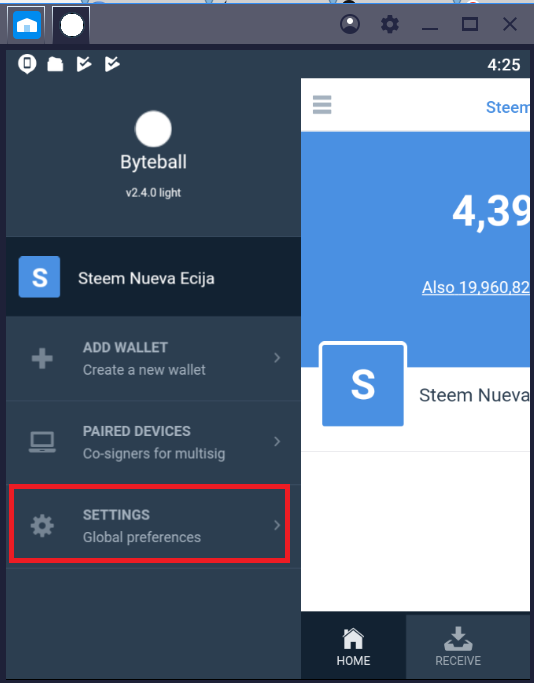 4:25
Byteball
v2.4.0 light
S
Steem Nueva Ecija
ADD WALLET
Create a new wallet
PAIRED DEVICES
Co-signers for multisig
SETTINGS
Global preferences
Steem
4,39
Also 19,960,82
S
Steem Nueva
HOME
RECEIVE